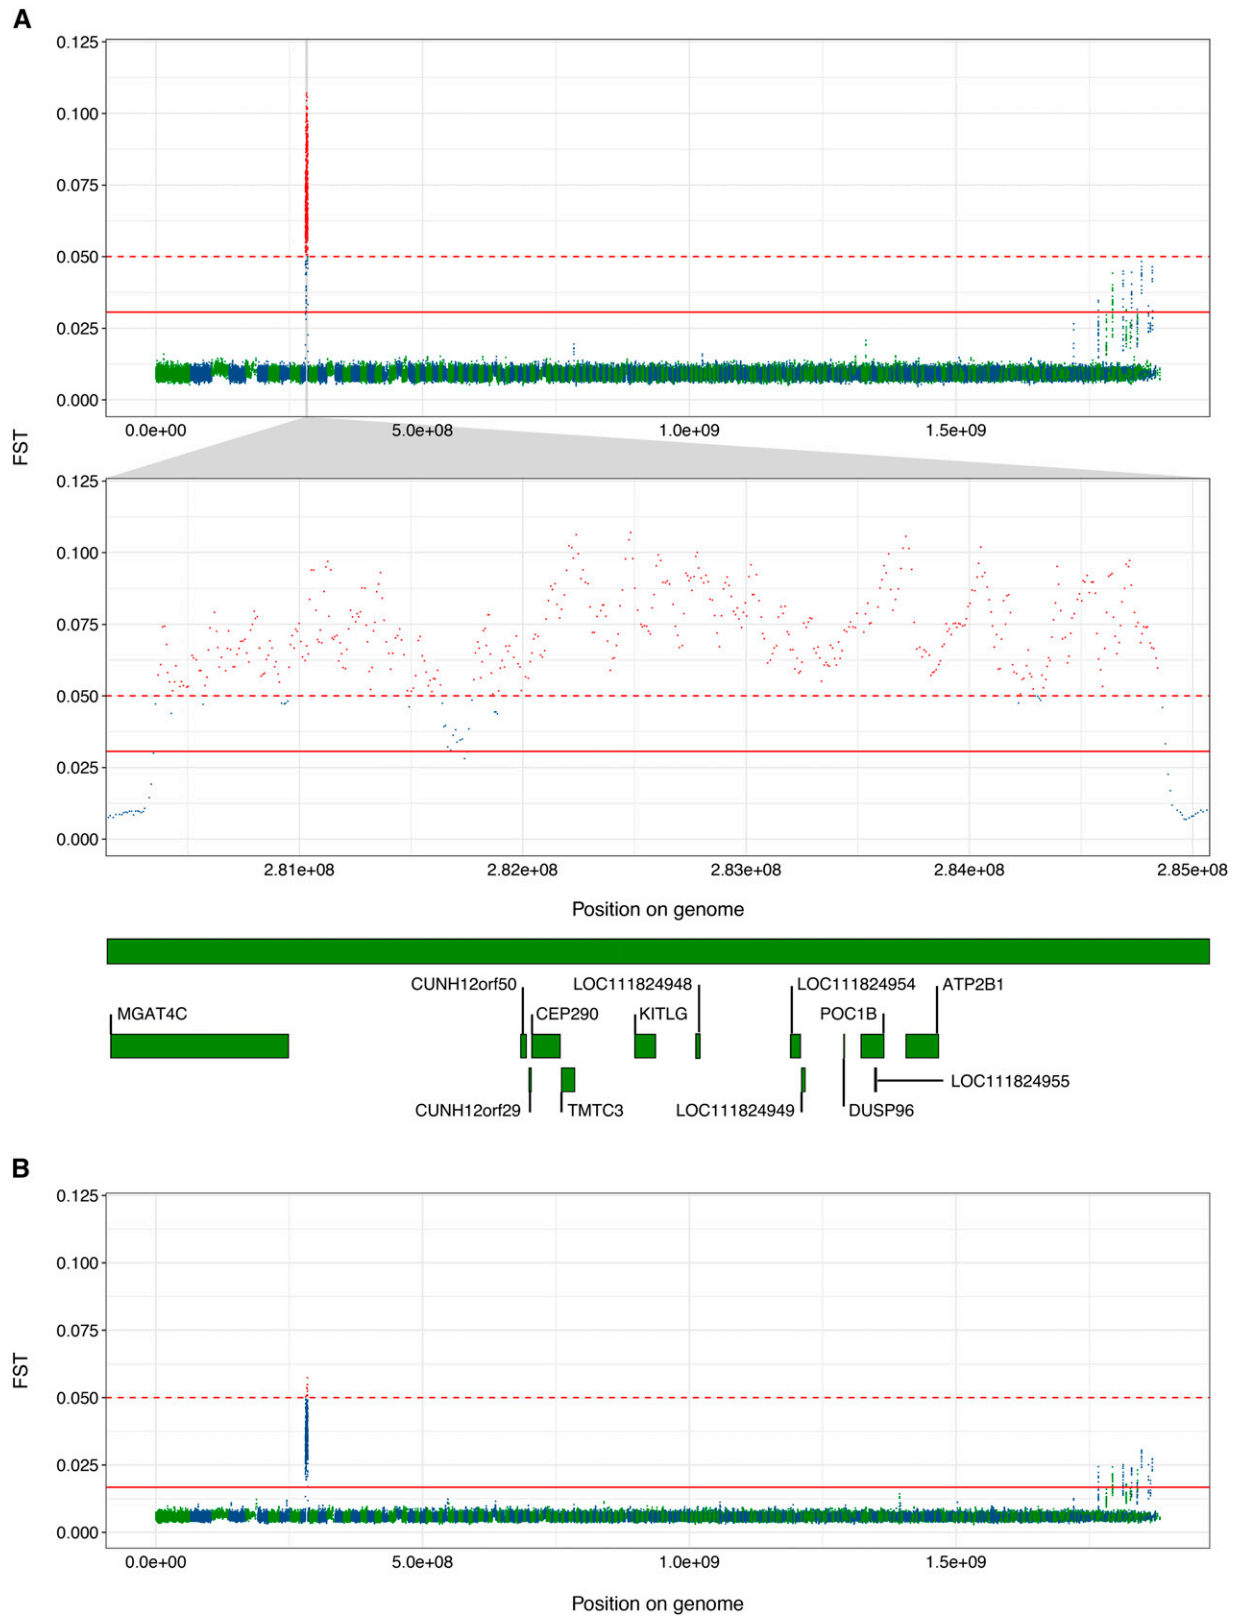 A
0.125
0.100
0.075
0.050
0.025
0.000
0.0e+00 5.0e+08 1.0e+09 1.5e+09
FST
0.125
0.100
0.075
0.050
0.025
0.000
2.81e+08 2.82e+08 2.83e+08 2.84e+08 2.85e+08
Position on genome
CUNH12orf50 LOC111824948 LOC111824954 ATP2B1
MGAT4C CEP290 KITLG POC1B
LOC111824955
CUNH12orf29 TMTC3 LOC111824949 DUSP96
B
0.125
0.100
0.075
FST
0.050
0.025
0.000
0.0e+00 5.0e+08 1.0e+09 1.5e+09
Position on genome